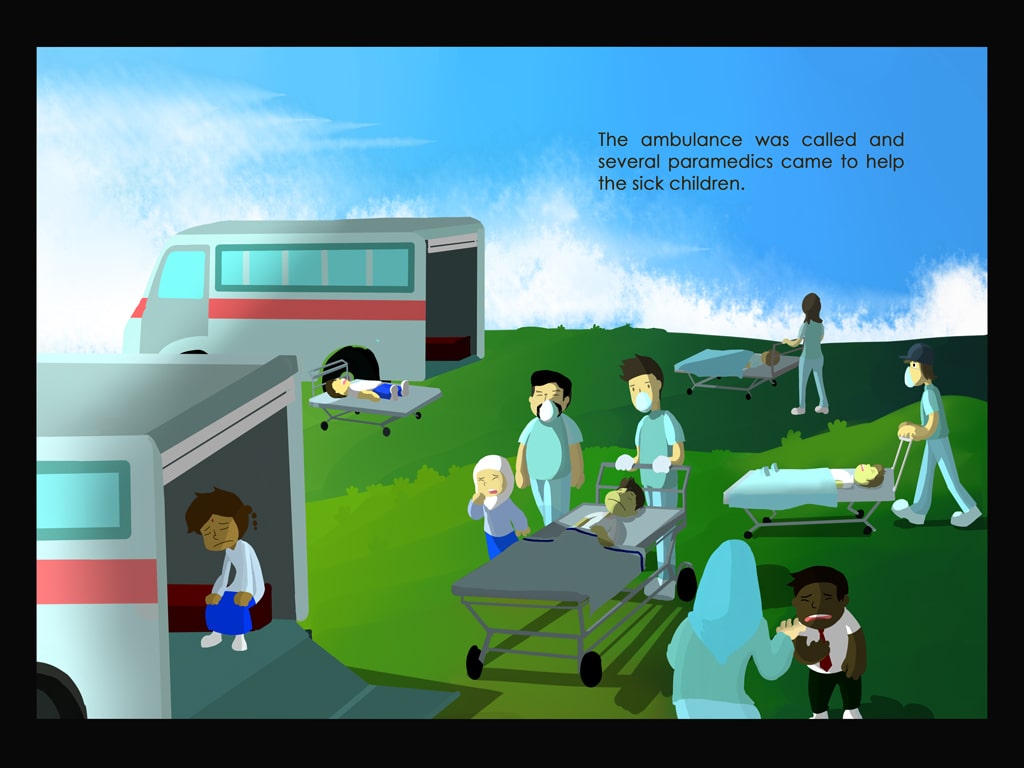 The ambulance was called and
several paramedics came to help
the sick children.